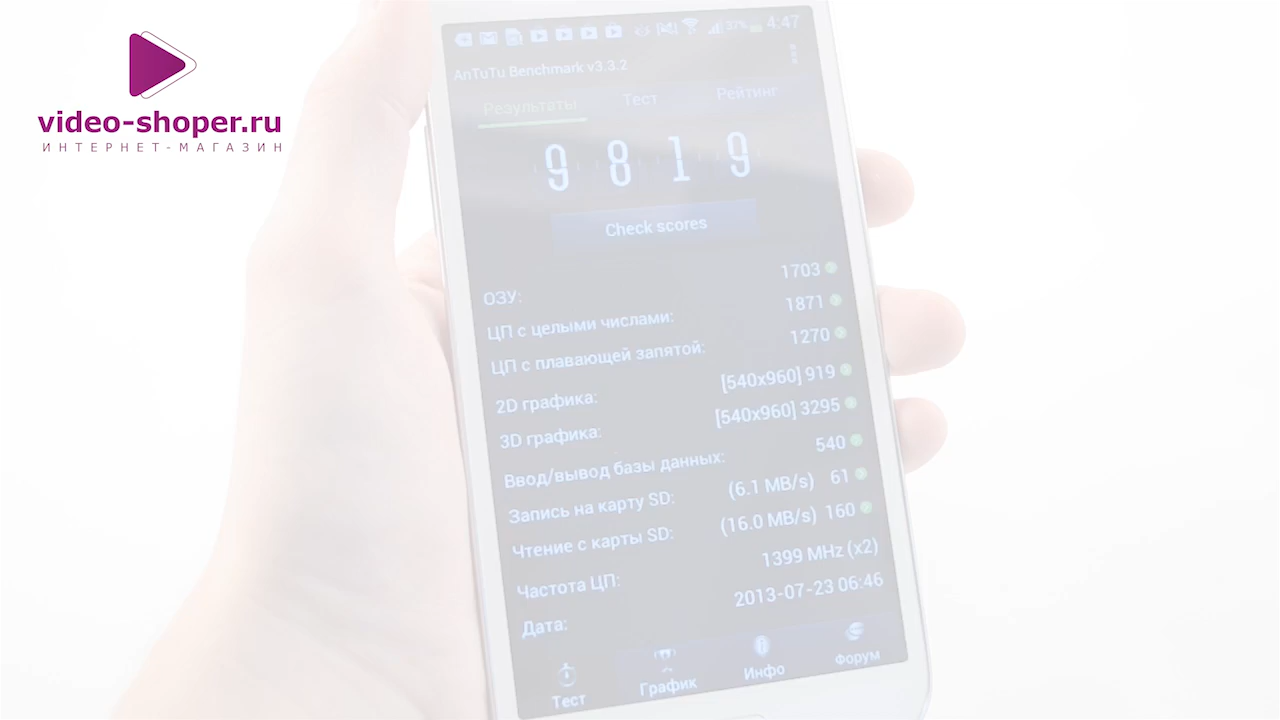 video-shoper.ru
ИНТЕРНЕТ-МАГАЗИН
37% 4:47
AnTuTu Benchmark v3.3.2
Результаты Тест Рейтинг
9819
Check scores
ОЗУ: 1703
ЦП с целыми числами: 1871
ЦП с плавающей запятой: 1270
2D графика: [540x960] 919
3D графика: [540x960] 3295
Ввод/вывод базы данных: 540
Запись на карту SD: (6.1 MB/s) 61
Чтение с карты SD: (16.0 MB/s) 160
Частота ЦП: 1399 MHz (x2)
Дата: 2013-07-23 06:46
Тест График Инфо Форум